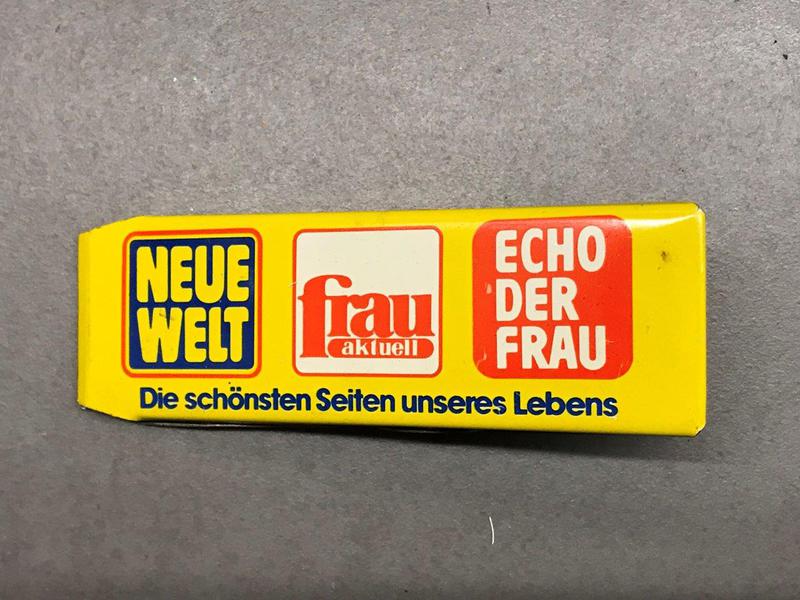 NEUE
WELT
frau
aktuell
ECHO
DER
FRAU
Die schönsten Seiten unseres Lebens